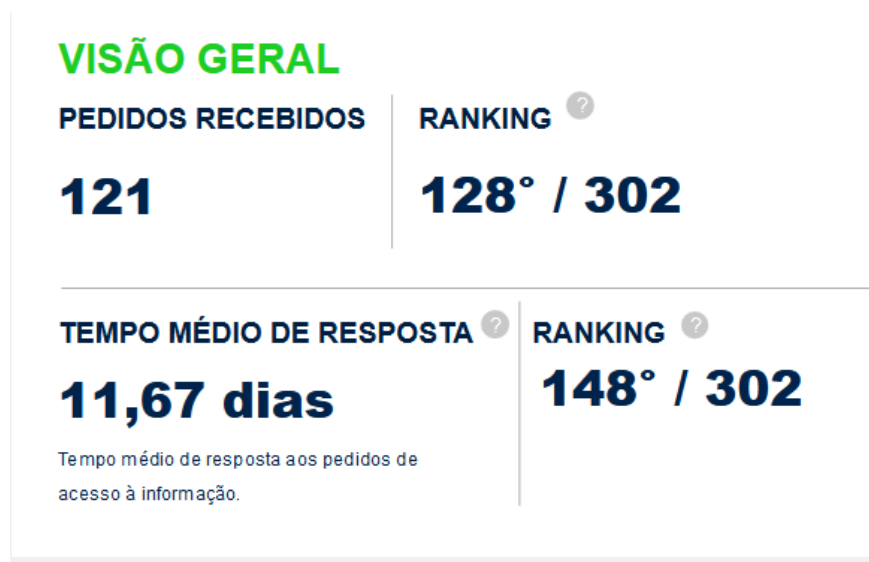 VISÃO GERAL
PEDIDOS RECEBIDOS
121
RANKING ?
128° / 302
TEMPO MÉDIO DE RESPOSTA ?
11,67 dias
Tempo médio de resposta aos pedidos de
acesso à informação.
RANKING ?
148° / 302